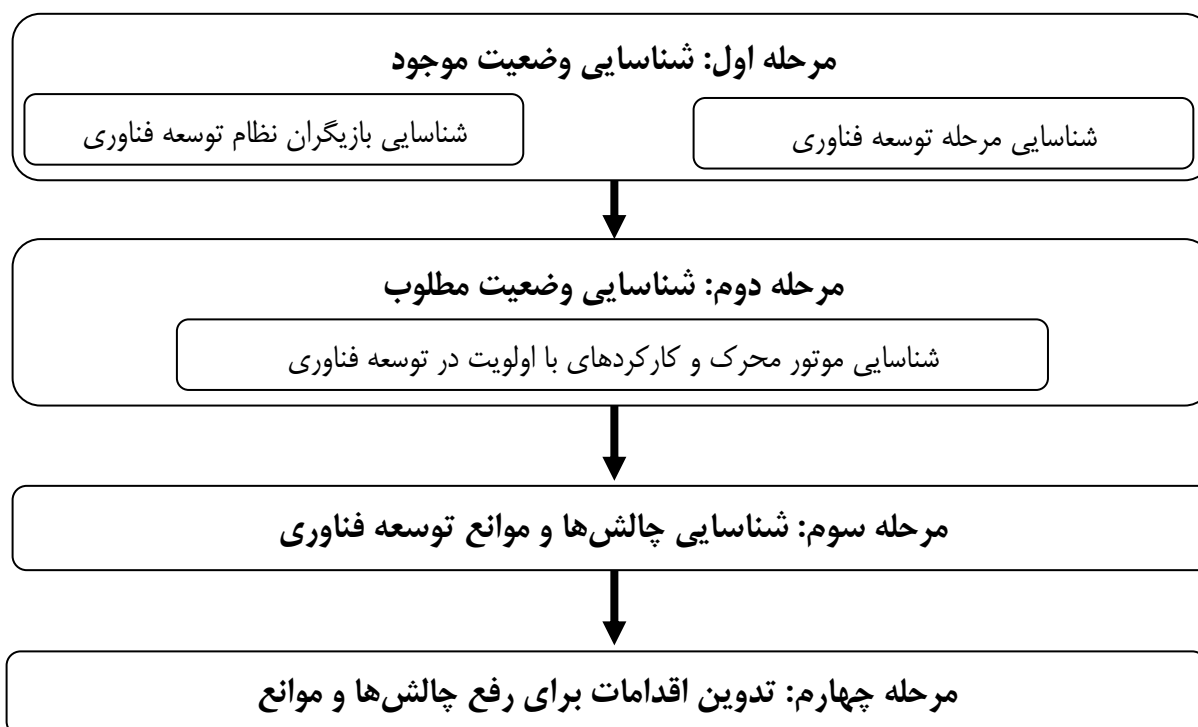 مرحله اول: شناسایی وضعیت موجود
شناسایی مرحله توسعه فناوری
شناسایی بازیگران نظام توسعه فناوری
مرحله دوم: شناسایی وضعیت مطلوب
شناسایی موتور محرک و کارکردهای با اولویت در توسعه فناوری
مرحله سوم: شناسایی چالش‌ها و موانع توسعه فناوری
مرحله چهارم: تدوین اقدامات برای رفع چالش‌ها و موانع